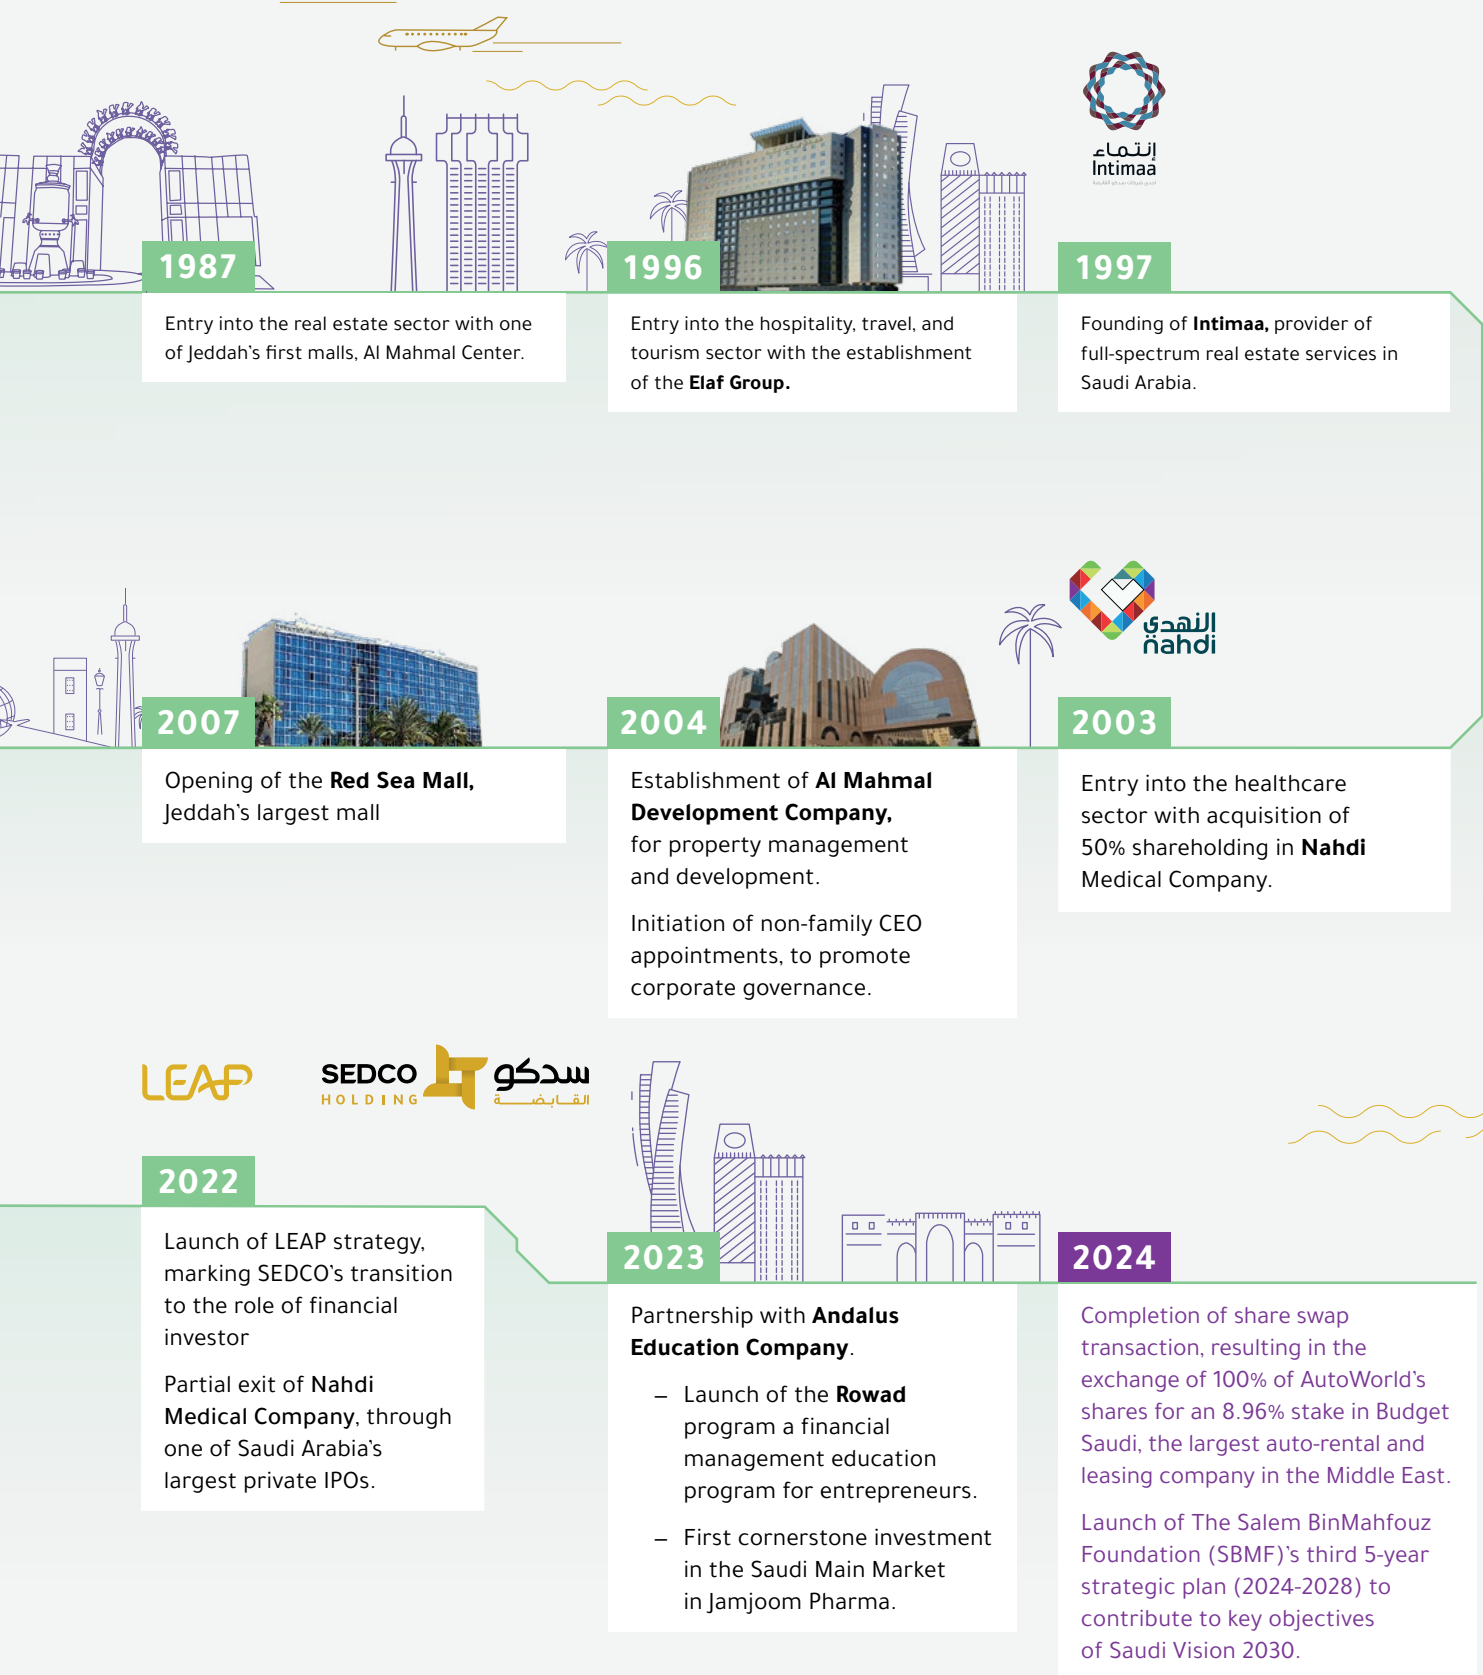 إنتماء
Intimaa
إحدى شركات سدكو القابضة
1987
Entry into the real estate sector with one
of Jeddah's first malls, Al Mahmal Center.
1996
Entry into the hospitality, travel, and
tourism sector with the establishment
of the Elaf Group.
1997
Founding of Intimaa, provider of
full-spectrum real estate services in
Saudi Arabia.
النهدي
nahdi
2007
Opening of the Red Sea Mall,
Jeddah's largest mall
2004
Establishment of Al Mahmal
Development Company,
for property management
and development.
Initiation of non-family CEO
appointments, to promote
corporate governance.
2003
Entry into the healthcare
sector with acquisition of
50% shareholding in Nahdi
Medical Company.
LEAP
SEDCO
HOLDING
سدكو
القابضة
2022
Launch of LEAP strategy,
marking SEDCO's transition
to the role of financial
investor
Partial exit of Nahdi
Medical Company, through
one of Saudi Arabia's
largest private IPOs.
2023
Partnership with Andalus
Education Company.
– Launch of the Rowad
program a financial
management education
program for entrepreneurs.
– First cornerstone investment
in the Saudi Main Market
in Jamjoom Pharma.
2024
Completion of share swap
transaction, resulting in the
exchange of 100% of AutoWorld's
shares for an 8.96% stake in Budget
Saudi, the largest auto-rental and
leasing company in the Middle East.
Launch of The Salem BinMahfouz
Foundation (SBMF)'s third 5-year
strategic plan (2024-2028) to
contribute to key objectives
of Saudi Vision 2030.